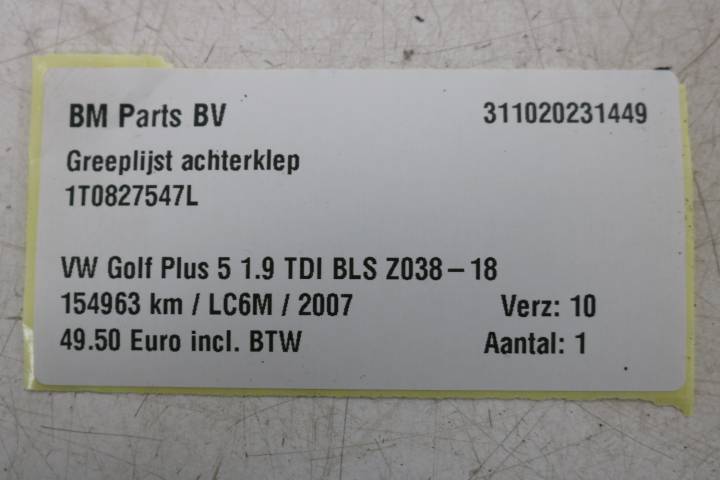 BM Parts BV 311020231449
Greeplijst achterklep
1T0827547L
VW Golf Plus 5 1.9 TDI BLS Z038-18
154963 km / LC6M / 2007 Verz: 10
49.50 Euro incl. BTW Aantal: 1